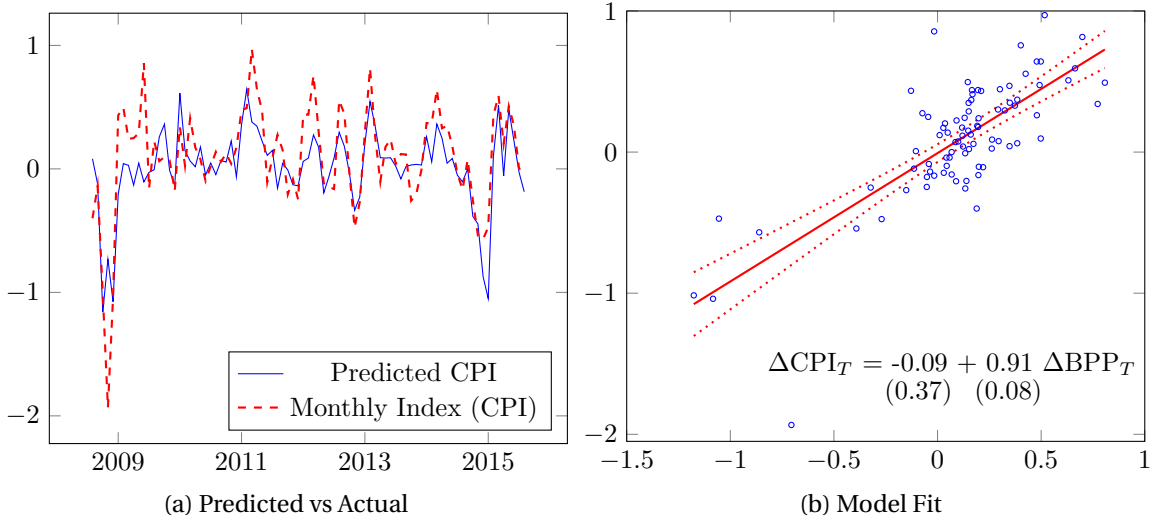 1
0
−1
−2
2009 2011 2013 2015
Predicted CPI
Monthly Index (CPI)
(a) Predicted vs Actual
1
0
−1
−2
−1.5 −1 −0.5 0 0.5 1
ΔCPI_T = -0.09 + 0.91 ΔBPP_T
(0.37) (0.08)
(b) Model Fit